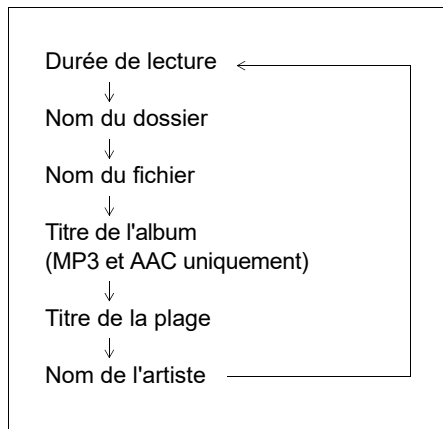 Durée de lecture
Nom du dossier
Nom du fichier
Titre de l'album
(MP3 et AAC uniquement)
Titre de la plage
Nom de l'artiste